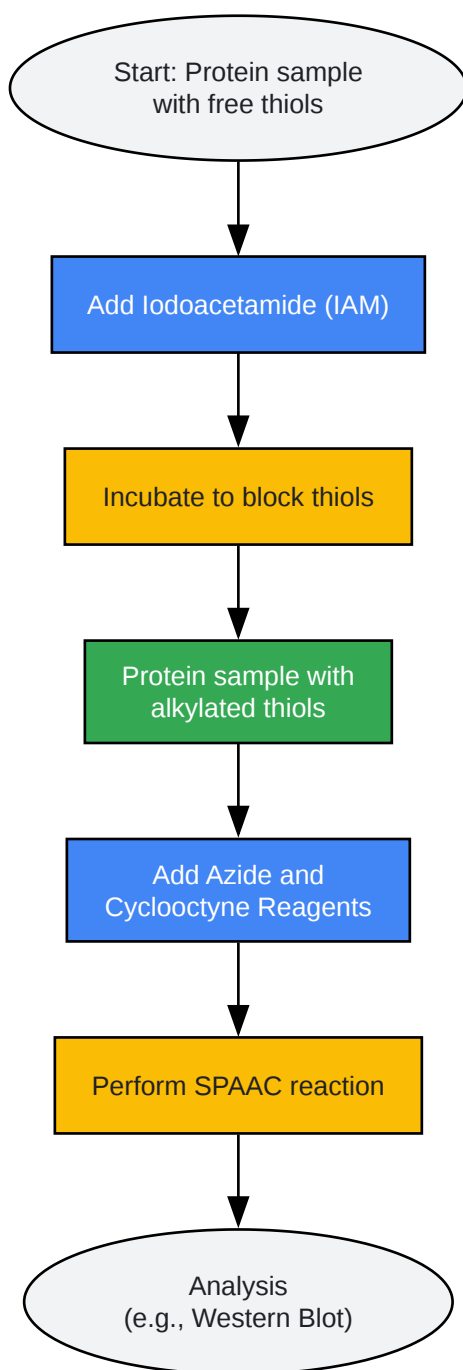 Start: Protein sample
with free thiols
Add Iodoacetamide (IAM)
Incubate to block thiols
Protein sample with
alkylated thiols
Add Azide and
Cyclooctyne Reagents
Perform SPAAC reaction
Analysis
(e.g., Western Blot)